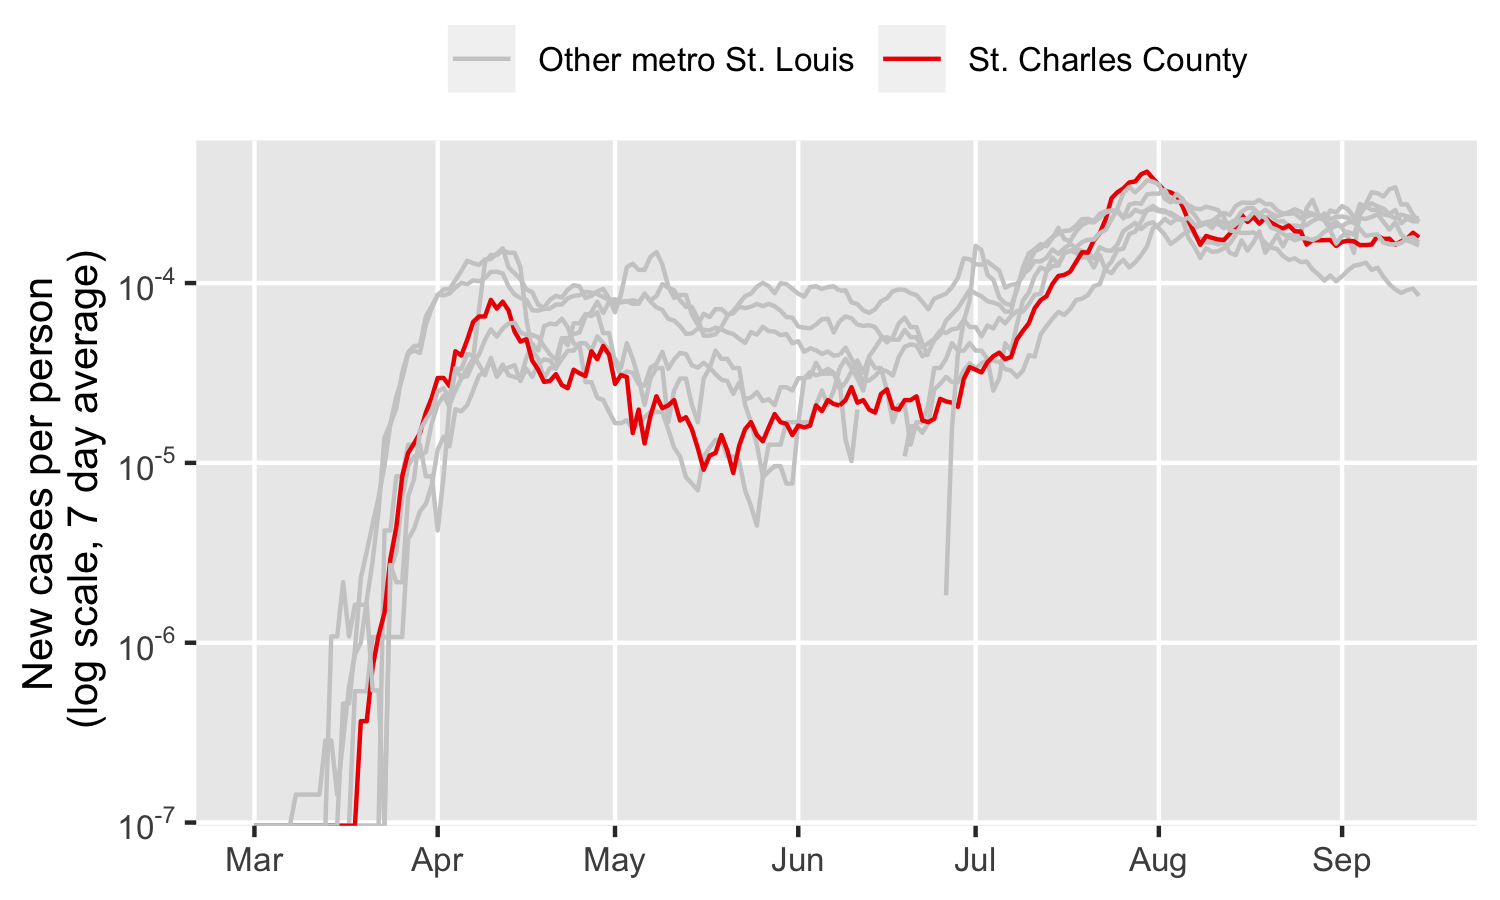 Other metro St. Louis
St. Charles County
New cases per person
(log scale, 7 day average)
10⁻⁴
10⁻⁵
10⁻⁶
10⁻⁷
Mar
Apr
May
Jun
Jul
Aug
Sep